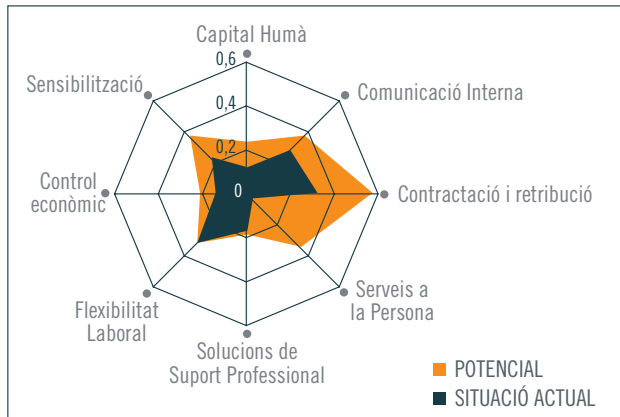 Capital Humà
0,6
Sensibilització
Comunicació Interna
0,4
0,2
Control
econòmic
0
Contractació i retribució
Flexibilitat
Laboral
Serveis a
la Persona
Solucions de
Suport Professional
POTENCIAL
SITUACIÓ ACTUAL